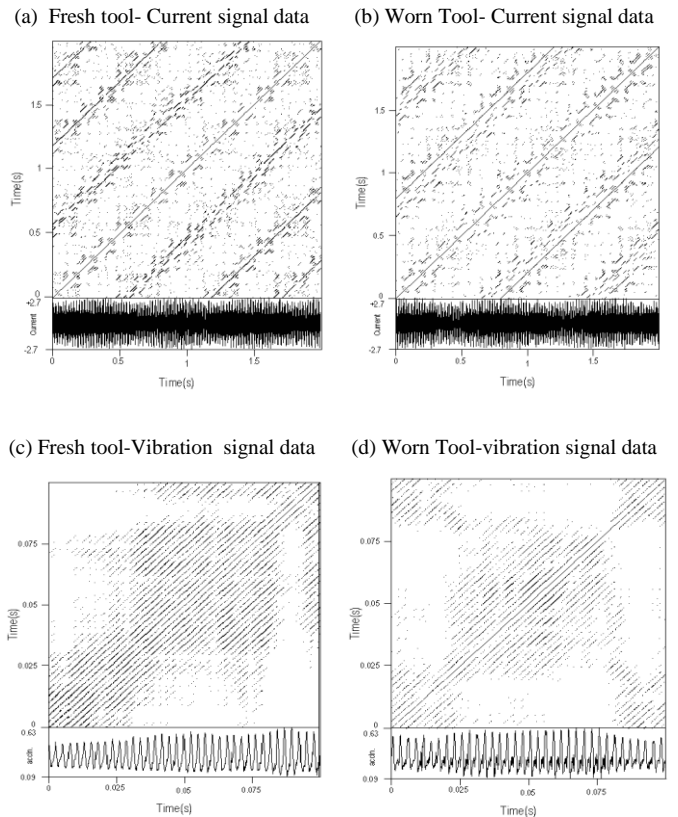 (a) Fresh tool- Current signal data
(b) Worn Tool- Current signal data
1.5
1
0.5
0
Time(s)
+2.7
Current
-2.7
0 0.5 1 1.5
Time(s)
1.5
1
0.5
0
Time(s)
+2.7
Current
-2.7
0 0.5 1 1.5
Time(s)
(c) Fresh tool-Vibration signal data
(d) Worn Tool-vibration signal data
0.075
0.05
0.025
0
Time(s)
0.63
accln.
0.09
0 0.025 0.05 0.075
Time(s)
0.075
0.05
0.025
0
Time(s)
0.63
accln.
0.09
0 0.025 0.05 0.075
Time(s)